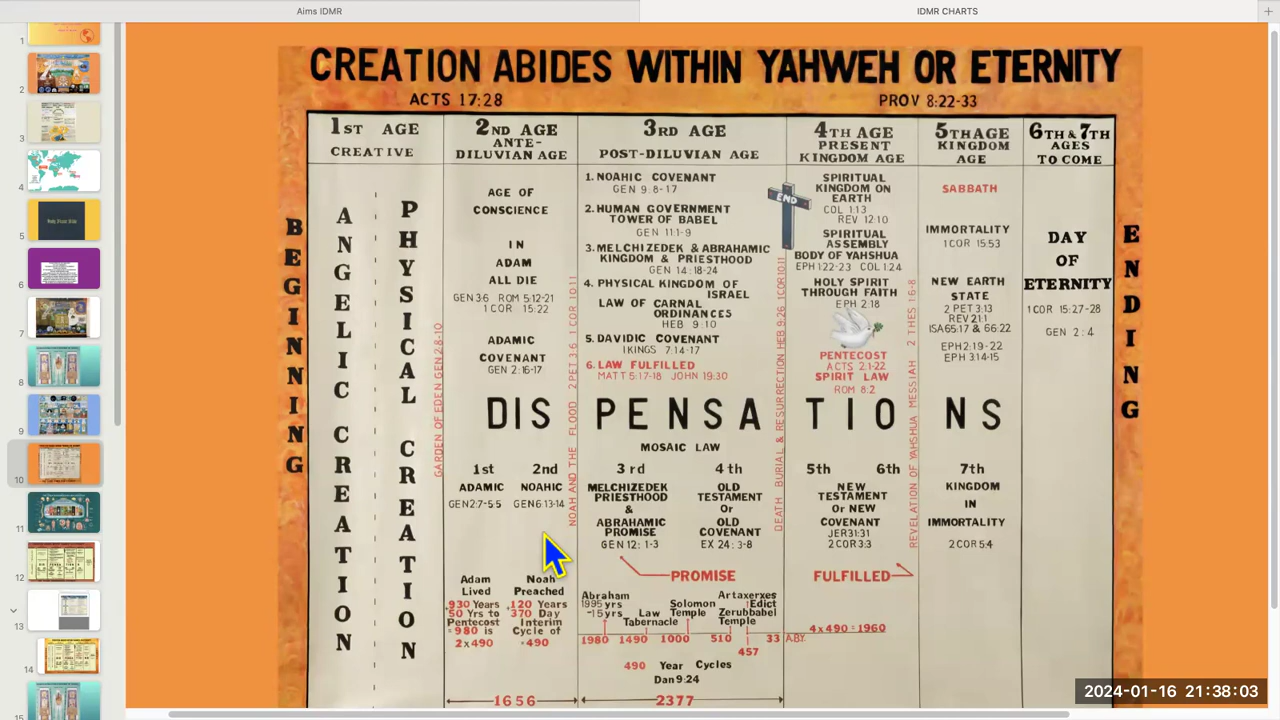 Aims IDMR
IDMR CHARTS
CREATION ABIDES WITHIN YAHWEH OR ETERNITY
ACTS 17:28
PROV 8:22-33
BEGINNING
1ST AGE
CREATIVE
ANGELIC CREATION
PHYSICAL CREATION
GARDEN OF EDEN GEN 2:8-10
2ND AGE
ANTE-
DILUVIAN AGE
AGE OF
CONSCIENCE
IN
ADAM
ALL DIE
GEN 3:6 ROM 5:12-21
1 COR 15:22
ADAMIC
COVENANT
GEN 2:16-17
NOAH AND THE FLOOD 2 PET 3:6 1 COR 10:11
3RD AGE
POST-DILUVIAN AGE
1. NOAHIC COVENANT
GEN 9:8-17
2. HUMAN GOVERNMENT
TOWER OF BABEL
GEN 11:1-9
3. MELCHIZEDEK & ABRAHAMIC
KINGDOM & PRIESTHOOD
GEN 14:18-24
4. PHYSICAL KINGDOM OF
ISRAEL
LAW OF CARNAL
ORDINANCES
HEB 9:10
5. DAVIDIC COVENANT
1 KINGS 7:14-17
6. LAW FULFILLED
MATT 5:17-18 JOHN 19:30
END
DEATH BURIAL & RESURRECTION HEB 9:26 1 COR 10:11
4TH AGE
PRESENT
KINGDOM AGE
SPIRITUAL
KINGDOM ON
EARTH
COL 1:13
REV 12:10
SPIRITUAL
ASSEMBLY
BODY OF YAHSHUA
EPH 1:22-23 COL 1:24
HOLY SPIRIT
THROUGH FAITH
EPH 2:18
PENTECOST
ACTS 2:1-22
SPIRIT LAW
ROM 8:2
REVELATION OF YAHSHUA MESSIAH 2 THES 1:6-8
5TH AGE
KINGDOM
AGE
SABBATH
IMMORTALITY
1 COR 15:53
NEW EARTH
STATE
2 PET 3:13
REV 21:1
ISA 65:17 & 66:22
EPH 2:19-22
EPH 3:14-15
6TH & 7TH
AGES
TO COME
DAY
OF
ETERNITY
1 COR 15:27-28
GEN 2:4
ENDING
DISPENSATIONS
MOSAIC LAW
1st 2nd 3rd 4th 5th 6th 7th
ADAMIC
GEN 2:7-5:5
NOAHIC
GEN 6:13-14
MELCHIZEDEK
PRIESTHOOD
&
ABRAHAMIC
PROMISE
GEN 12:1-3
OLD
TESTAMENT
Or
OLD
COVENANT
EX 24:3-8
NEW
TESTAMENT
Or NEW
COVENANT
JER 31:31
2 COR 3:3
KINGDOM
IN
IMMORTALITY
2 COR 5:4
PROMISE
FULFILLED
Adam
Lived
930 Years
50 Yrs to
Pentecost
= 980 is
2x490
Noah
Preached
120 Years
370 Day
Interim
Cycle of
490
Abraham
1995 yrs
-15 yrs
Law
Tabernacle
Solomon
Temple
Artaxerxes
Edict
Zerubbabel
Temple
1980 1490 1000 510 33 A.B.Y.
457
4x490=1960
490 Year Cycles
Dan 9:24
1656
2377
1
2
3
4
5
6
7
8
9
10
11
12
13
14
15
2024-01-16 21:38:03